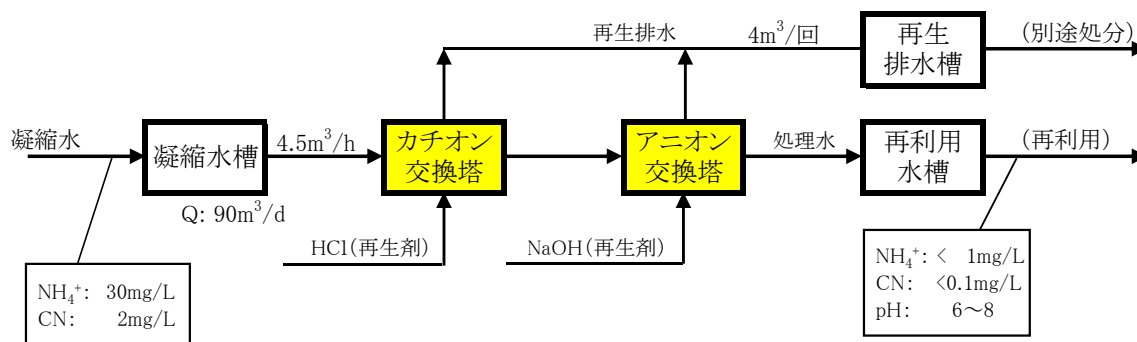 再生排水
4m³/回
再生
排水槽
(別途処分)
凝縮水
凝縮水槽
4.5m³/h
カチオン
交換塔
アニオン
交換塔
処理水
再利用
水槽
(再利用)
Q: 90m³/d
HCl(再生剤)
NaOH(再生剤)
NH₄⁺: 30mg/L
CN: 2mg/L
NH₄⁺: < 1mg/L
CN: <0.1mg/L
pH: 6～8